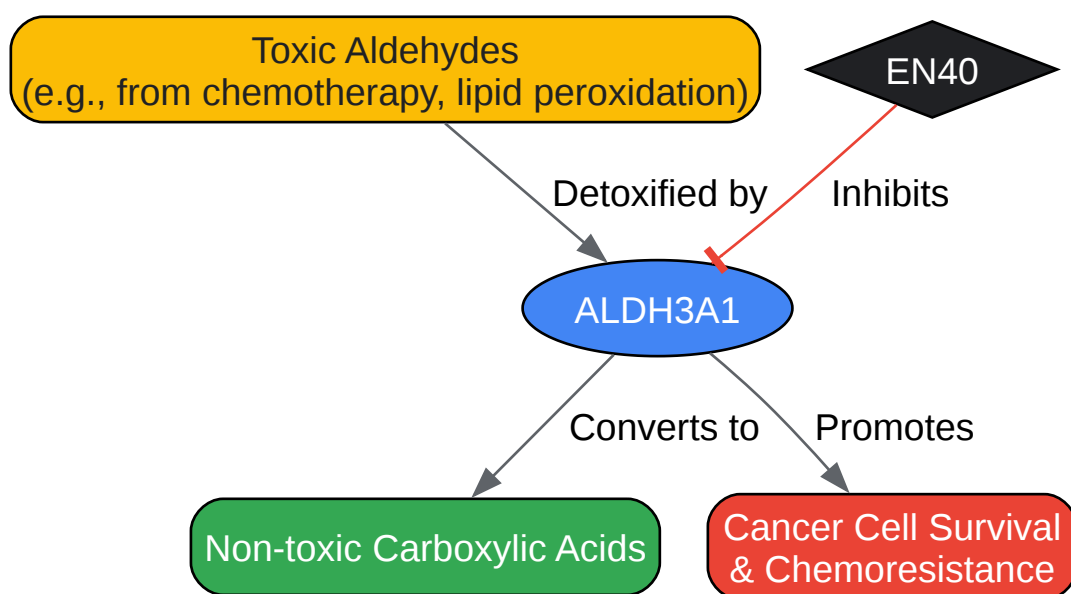 Toxic Aldehydes
(e.g., from chemotherapy, lipid peroxidation)
EN40
Detoxified by
Inhibits
ALDH3A1
Converts to
Promotes
Non-toxic Carboxylic Acids
Cancer Cell Survival
& Chemoresistance